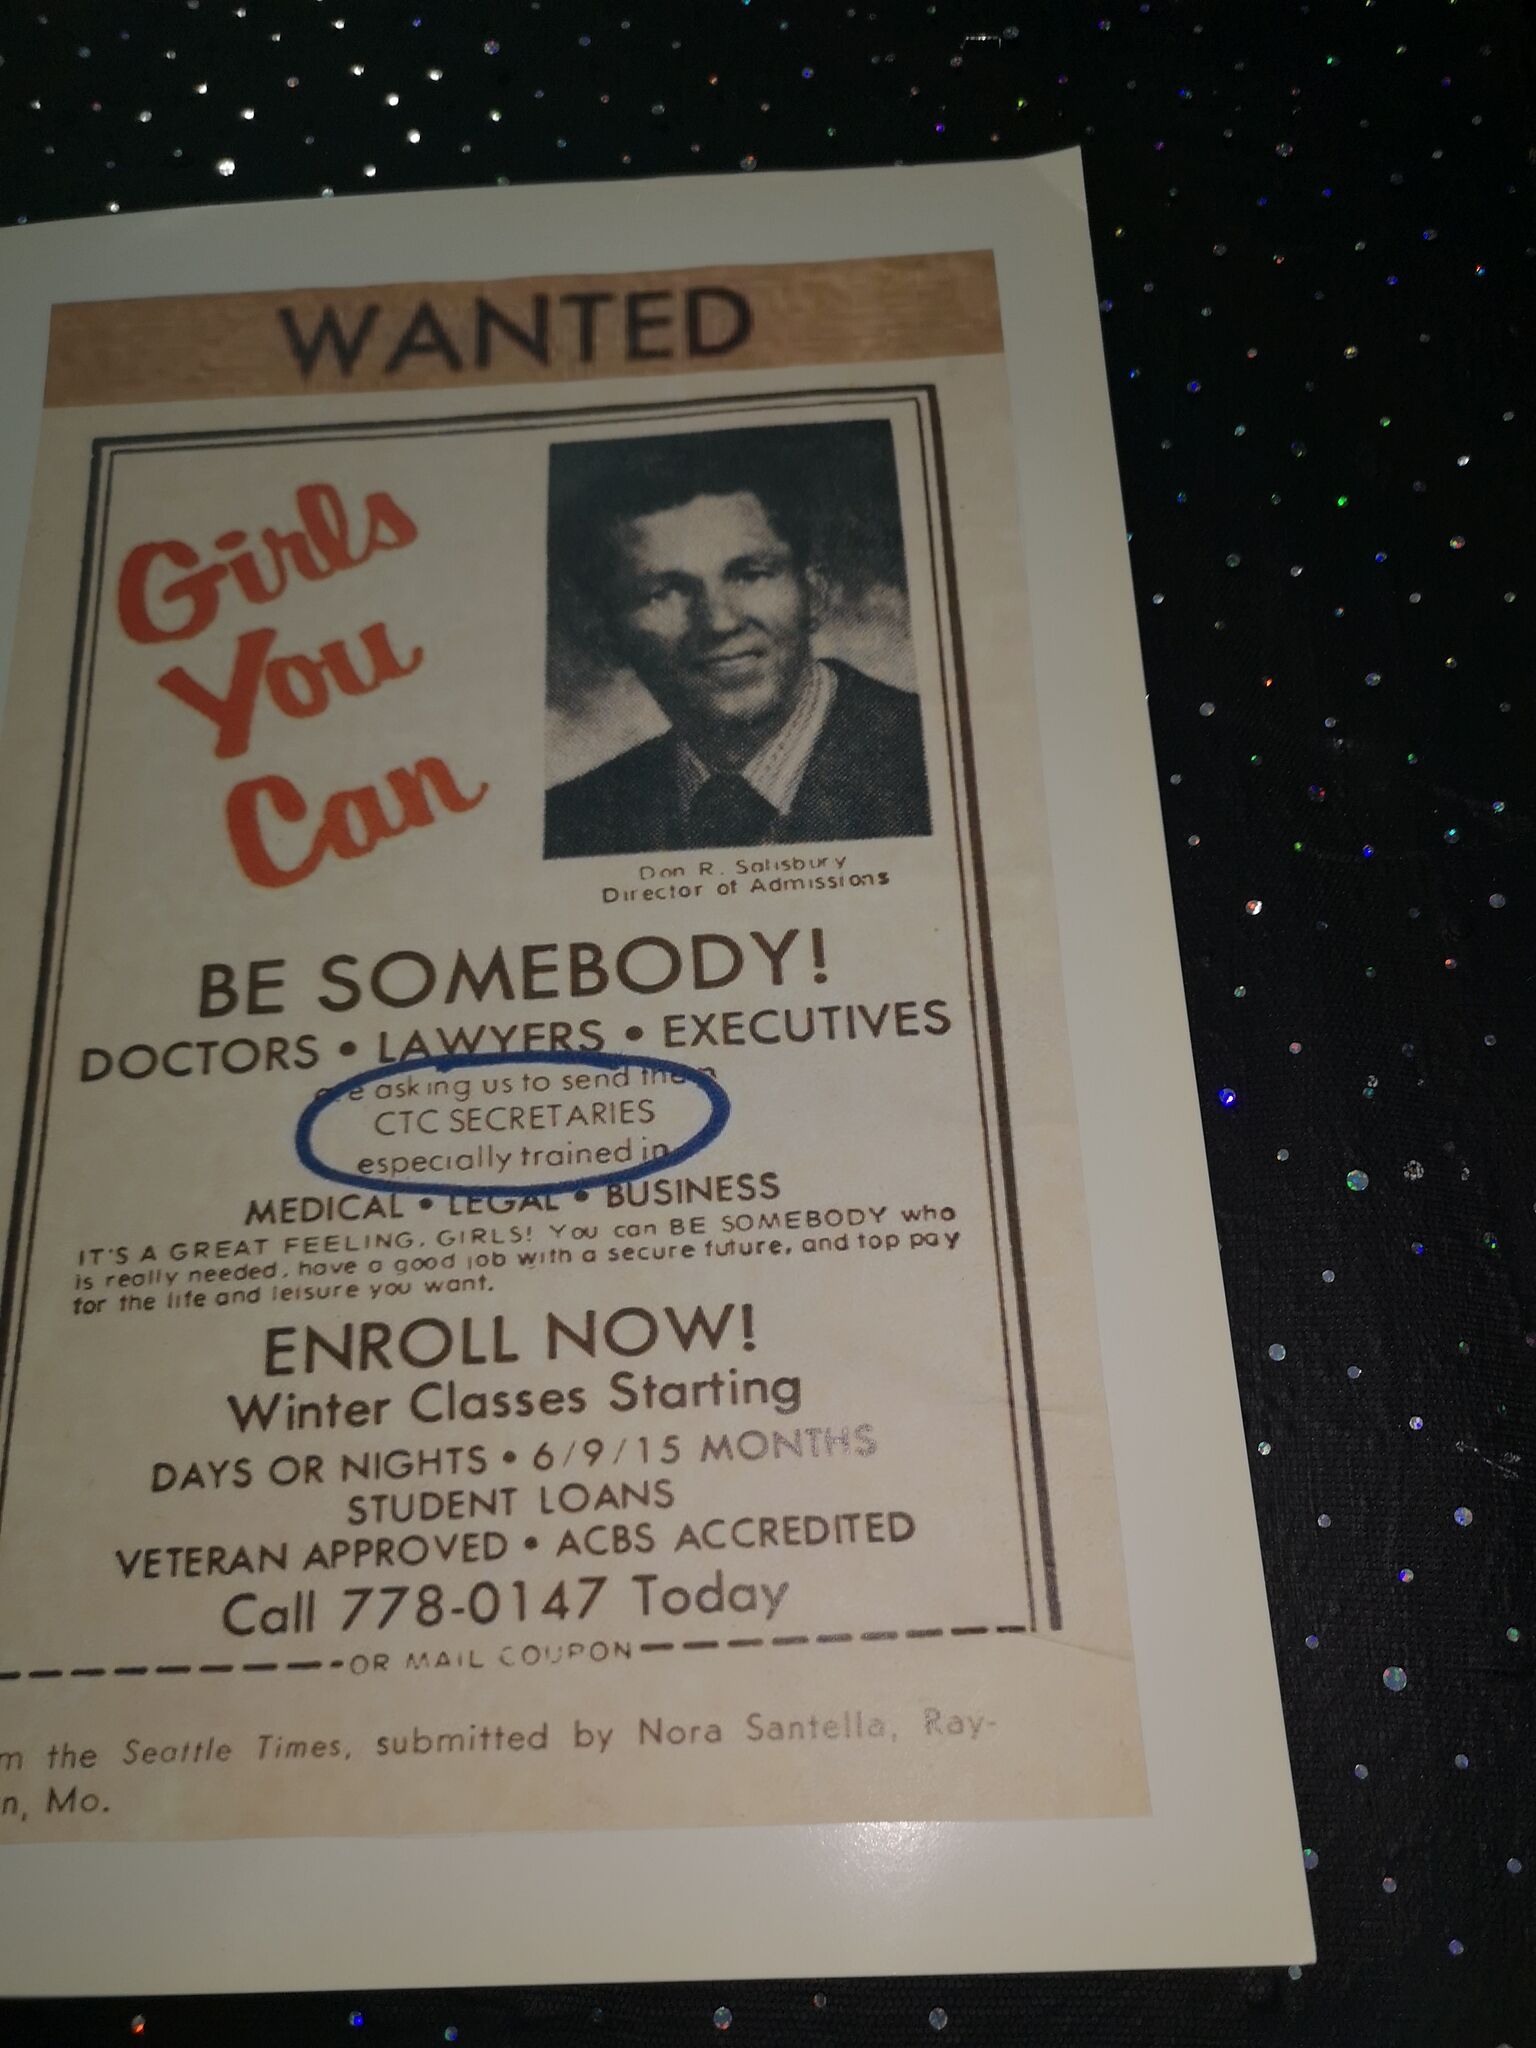 WANTED
Girls
You
Can
Don R. Salisbury
Director of Admissions
BE SOMEBODY!
DOCTORS • LAWYERS • EXECUTIVES
are asking us to send them
CTC SECRETARIES
especially trained in
MEDICAL • LEGAL • BUSINESS
IT'S A GREAT FEELING, GIRLS! You can BE SOMEBODY who
is really needed, have a good job with a secure future, and top pay
for the life and leisure you want.
ENROLL NOW!
Winter Classes Starting
DAYS OR NIGHTS • 6/9/15 MONTHS
STUDENT LOANS
VETERAN APPROVED • ACBS ACCREDITED
Call 778-0147 Today
OR MAIL COUPON
the Seattle Times, submitted by Nora Santella, Ray-
Mo.